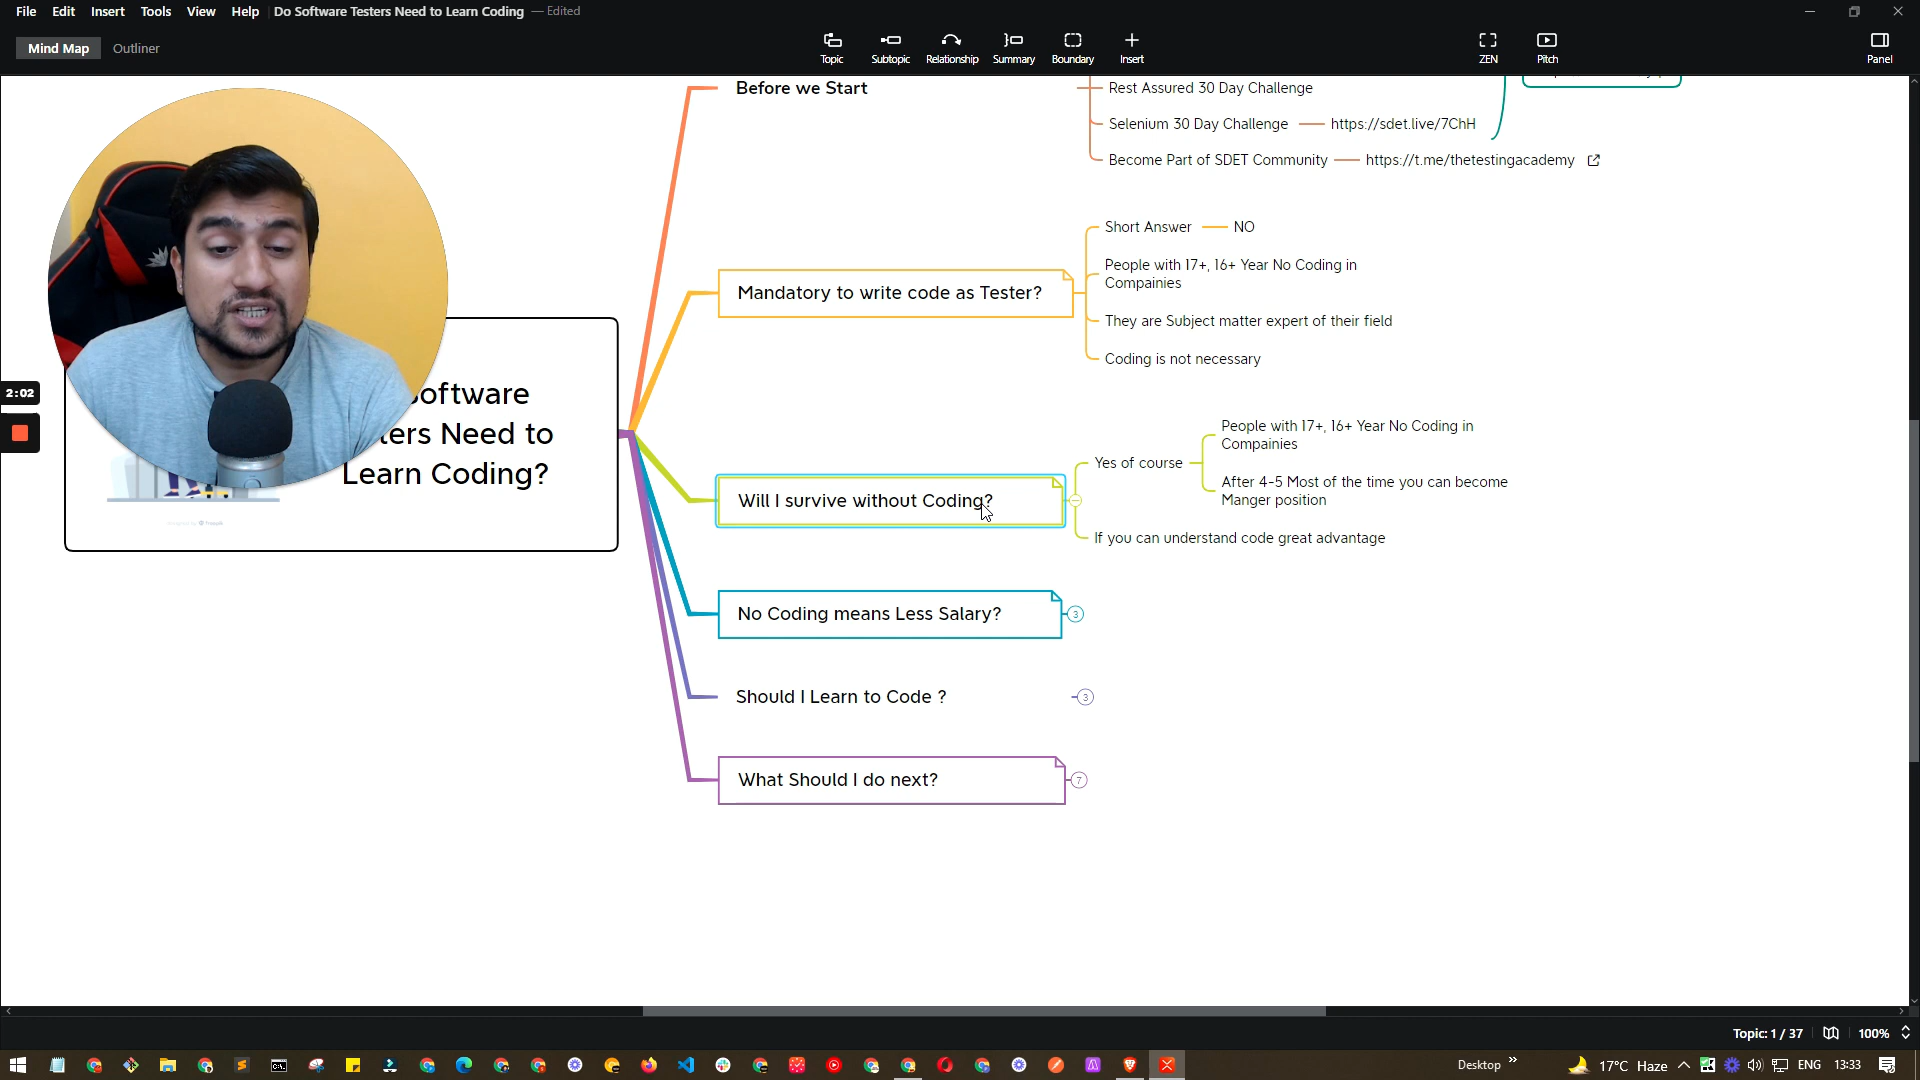 File Edit Insert Tools View Help Do Software Testers Need to Learn Coding — Edited
Mind Map Outliner
Topic Subtopic Relationship Summary Boundary Insert ZEN Pitch Panel
Before we Start
Rest Assured 30 Day Challenge
Selenium 30 Day Challenge https://sdet.live/7ChH
Become Part of SDET Community https://t.me/thetestingacademy
Mandatory to write code as Tester?
Short Answer NO
People with 17+, 16+ Year No Coding in
Compainies
They are Subject matter expert of their field
Coding is not necessary
2:02
Software
ters Need to
Learn Coding?
Will I survive without Coding?
Yes of course
People with 17+, 16+ Year No Coding in
Compainies
After 4-5 Most of the time you can become
Manger position
If you can understand code great advantage
No Coding means Less Salary? 3
Should I Learn to Code ? 3
What Should I do next? 7
Topic: 1 / 37 100%
Desktop 17°C Haze ENG 13:33